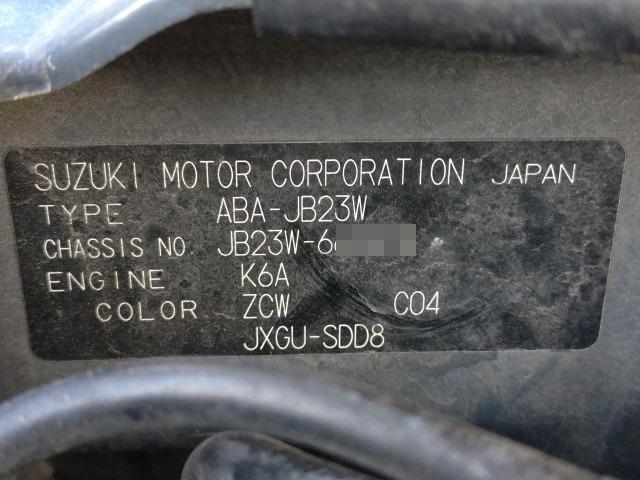 SUZUKI MOTOR CORPORATION JAPAN
TYPE ABA-JB23W
CHASSIS NO. JB23W-6
ENGINE K6A
COLOR ZCW C04
JXGU-SDD8